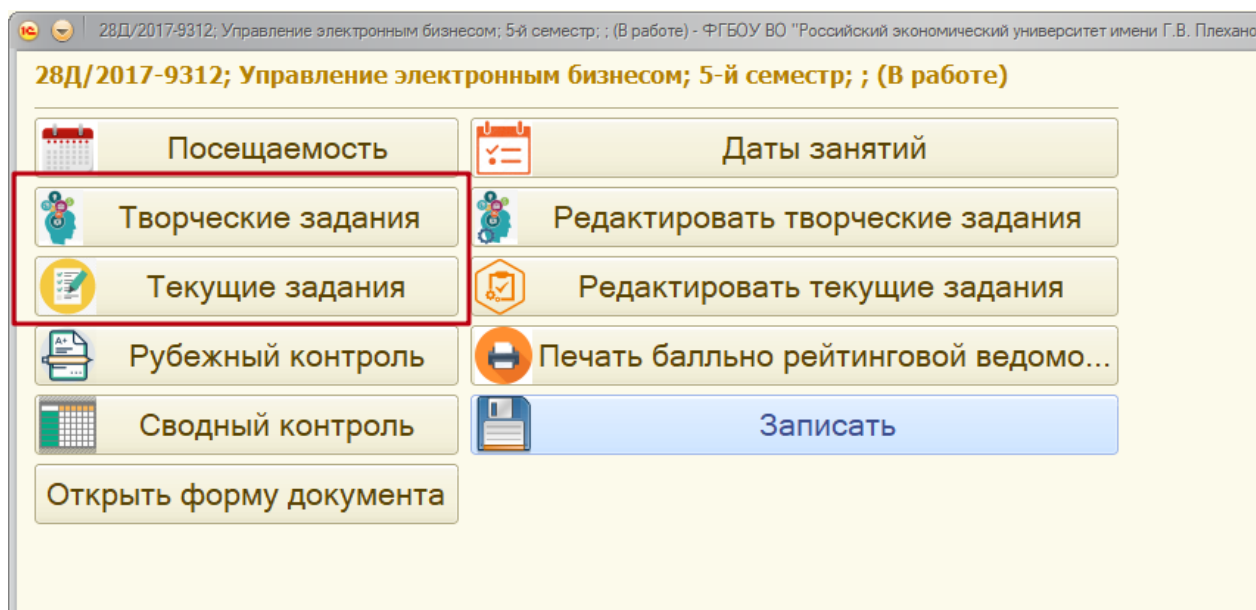 28Д/2017-9312; Управление электронным бизнесом; 5-й семестр; ; (В работе) - ФГБОУ ВО "Российский экономический университет имени Г.В. Плехано
28Д/2017-9312; Управление электронным бизнесом; 5-й семестр; ; (В работе)
Посещаемость
Даты занятий
Творческие задания
Редактировать творческие задания
Текущие задания
Редактировать текущие задания
Рубежный контроль
Печать балльно рейтинговой ведомо...
Сводный контроль
Записать
Открыть форму документа